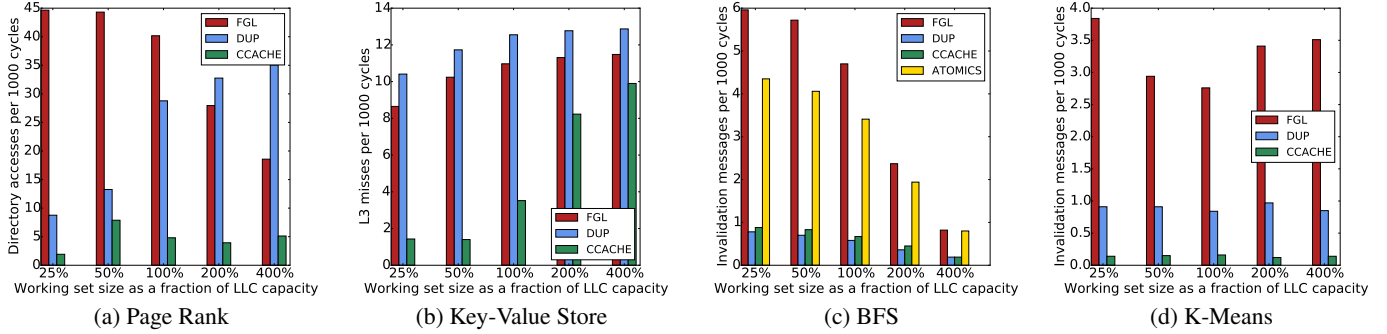 Directory accesses per 1000 cycles
45
40
35
30
25
20
15
10
5
0
FGL
DUP
CCACHE
25% 50% 100% 200% 400%
Working set size as a fraction of LLC capacity
(a) Page Rank
L3 misses per 1000 cycles
14
12
10
8
6
4
2
0
FGL
DUP
CCACHE
25% 50% 100% 200% 400%
Working set size as a fraction of LLC capacity
(b) Key-Value Store
Invalidation messages per 1000 cycles
6
5
4
3
2
1
0
FGL
DUP
CCACHE
ATOMICS
25% 50% 100% 200% 400%
Working set size as a fraction of LLC capacity
(c) BFS
Invalidation messages per 1000 cycles
4.0
3.5
3.0
2.5
2.0
1.5
1.0
0.5
0.0
FGL
DUP
CCACHE
25% 50% 100% 200% 400%
Working set size as a fraction of LLC capacity
(d) K-Means